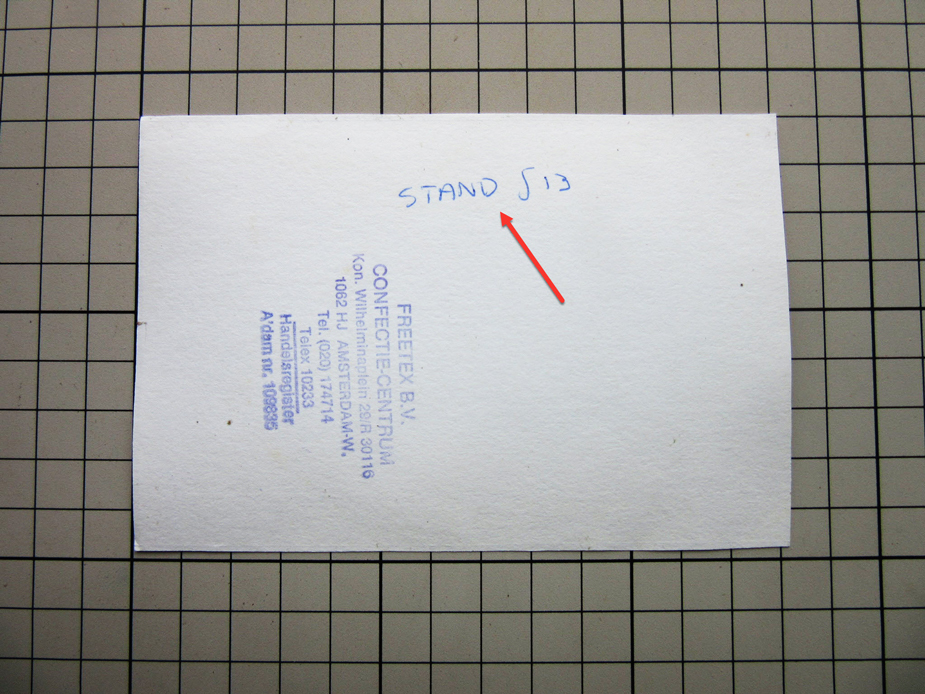 STAND J 13
FREETEX B.V.
CONFECTIE-CENTRUM
Kon. Wilhelminaplein 29/R 30116
1062 HJ AMSTERDAM-W.
Tel. (020) 174714
Telex 10233
Handelsregister
A'dam nr. 109835